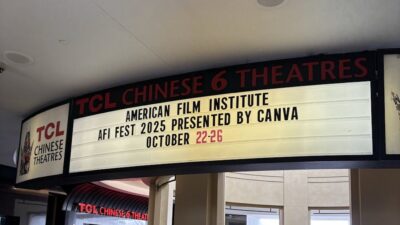 TCL CHINESE 6 THEATRES
TCL
CHINESE
THEATRES
AMERICAN FILM INSTITUTE
AFI FEST 2025 PRESENTED BY CANVA
OCTOBER 22-26
TCL CHINESE 6 THEATRES